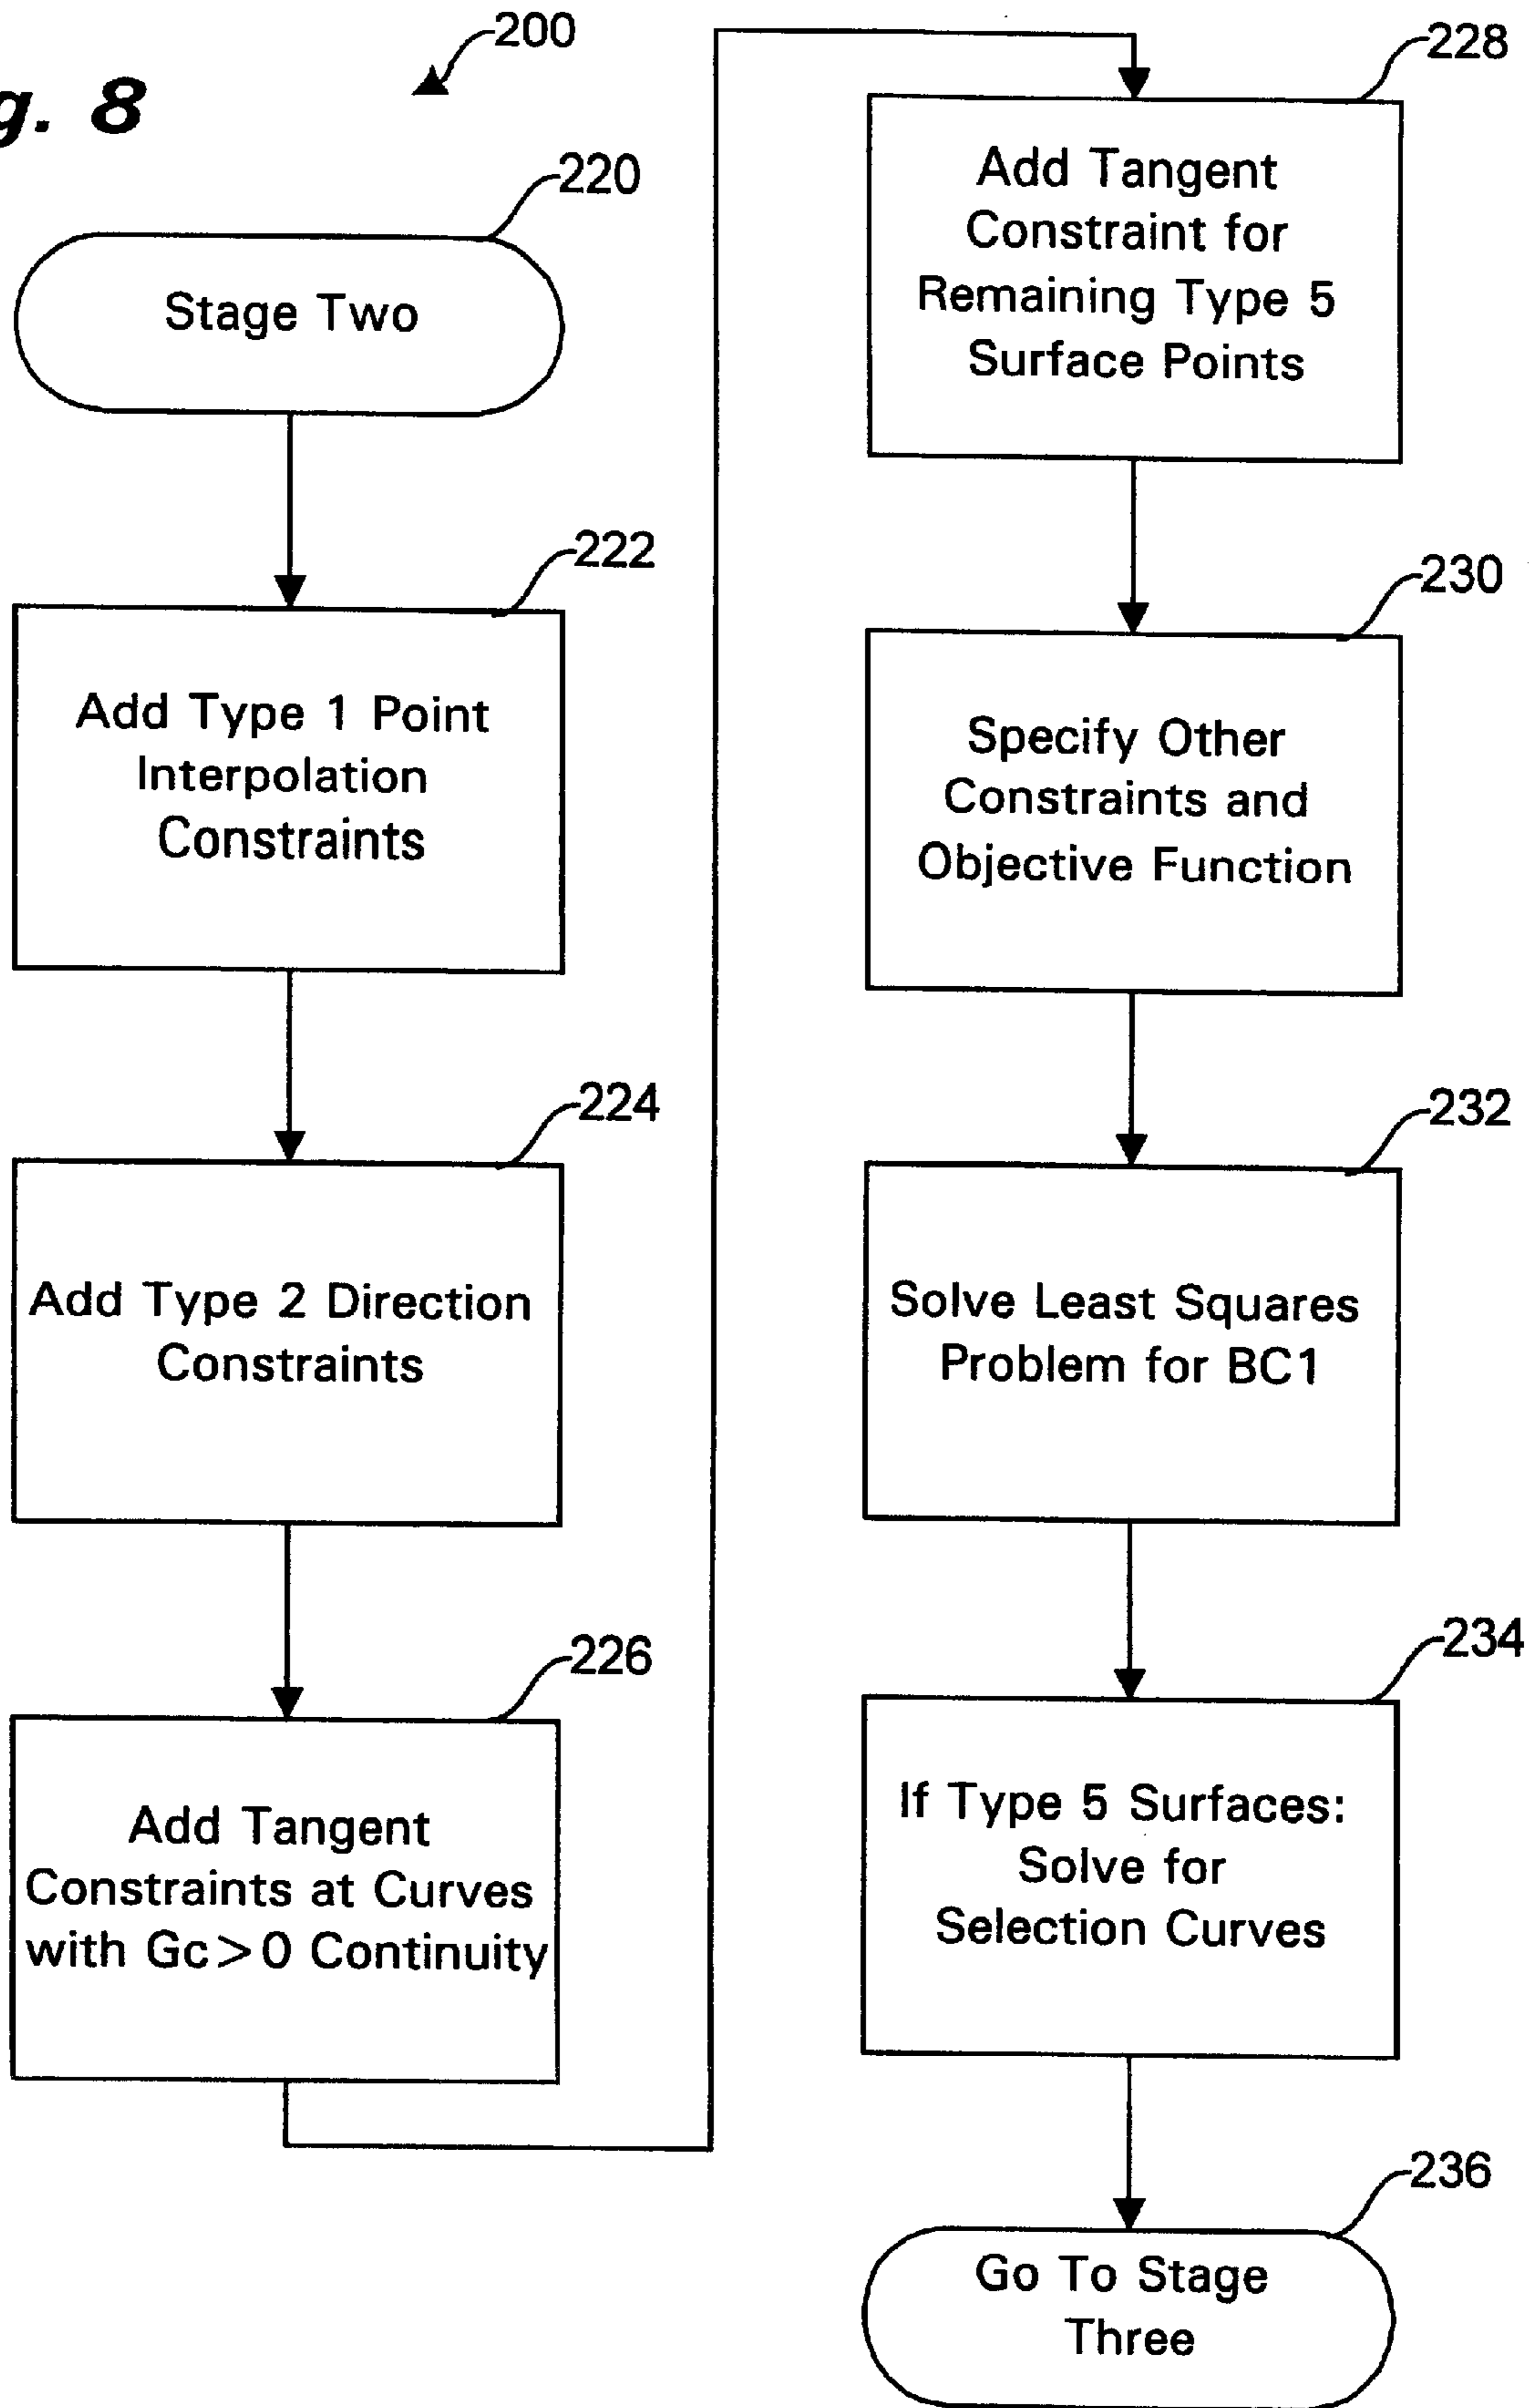 g. 8
200
220
Stage Two
222
Add Type 1 Point
Interpolation
Constraints
224
Add Type 2 Direction
Constraints
226
Add Tangent
Constraints at Curves
with Gc>0 Continuity
228
Add Tangent
Constraint for
Remaining Type 5
Surface Points
230
Specify Other
Constraints and
Objective Function
232
Solve Least Squares
Problem for BC1
234
If Type 5 Surfaces:
Solve for
Selection Curves
236
Go To Stage
Three